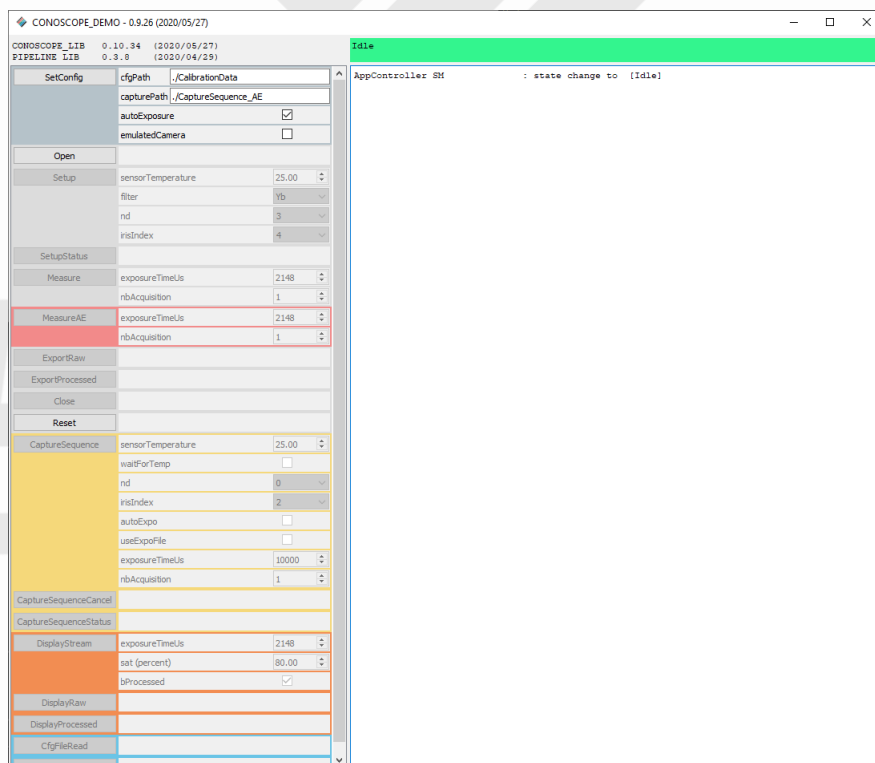 CONOSCOPE_DEMO - 0.9.26 (2020/05/27)
CONOSCOPE_LIB 0.10.34 (2020/05/27)
PIPELINE LIB 0.3.8 (2020/04/29)
Idle
SetConfig cfgPath ./CalibrationData
capturePath ./CaptureSequence_AE
autoExposure
emulatedCamera
Open
Setup sensorTemperature 25.00
filter Yb
nd 3
irisIndex 4
SetupStatus
Measure exposureTimeUs 2148
nbAcquisition 1
MeasureAE exposureTimeUs 2148
nbAcquisition 1
ExportRaw
ExportProcessed
Close
Reset
CaptureSequence sensorTemperature 25.00
waitForTemp
nd 0
irisIndex 2
autoExpo
useExpoFile
exposureTimeUs 10000
nbAcquisition 1
CaptureSequenceCancel
CaptureSequenceStatus
DisplayStream exposureTimeUs 2148
sat (percent) 80.00
bProcessed
DisplayRaw
DisplayProcessed
CfgFileRead
AppController SM : state change to [Idle]